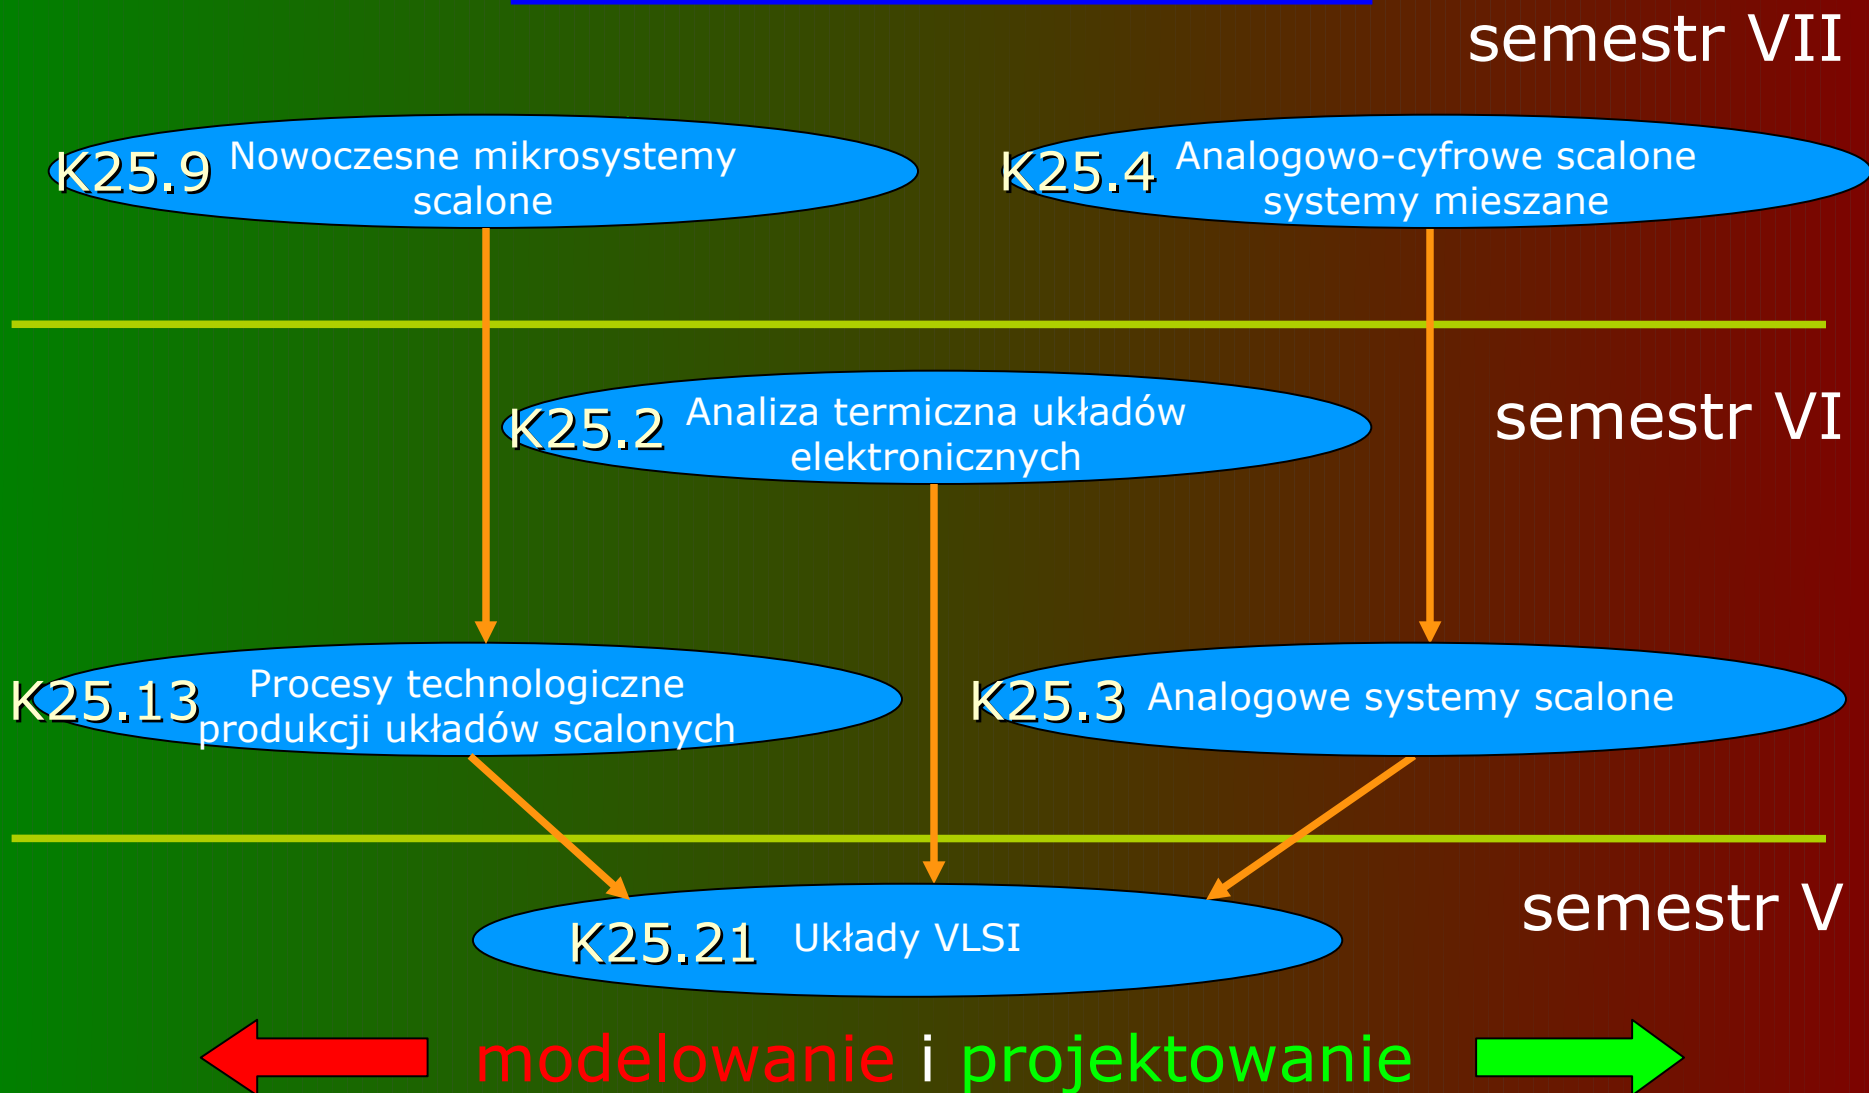 semestr VII
K25.9 Nowoczesne mikrosystemy
scalone
K25.4 Analogowo-cyfrowe scalone
systemy mieszane
K25.2 Analiza termiczna układów
elektronicznych
semestr VI
K25.13 Procesy technologiczne
produkcji układów scalonych
K25.3 Analogowe systemy scalone
semestr V
K25.21 Układy VLSI
modelowanie i projektowanie